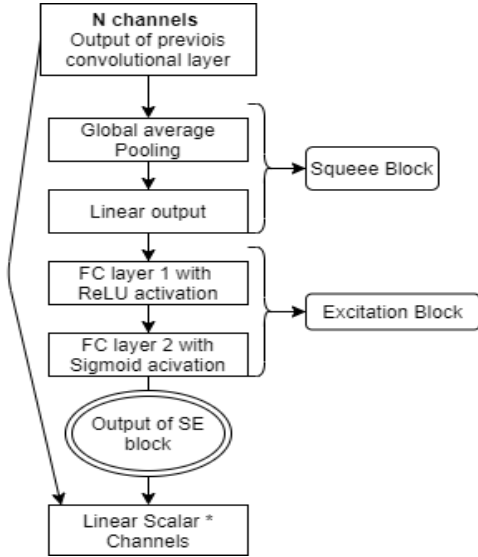 N channels
Output of previois
convolutional layer
Global average
Pooling
Squeee Block
Linear output
FC layer 1 with
ReLU activation
Excitation Block
FC layer 2 with
Sigmoid acivation
Output of SE
block
Linear Scalar *
Channels